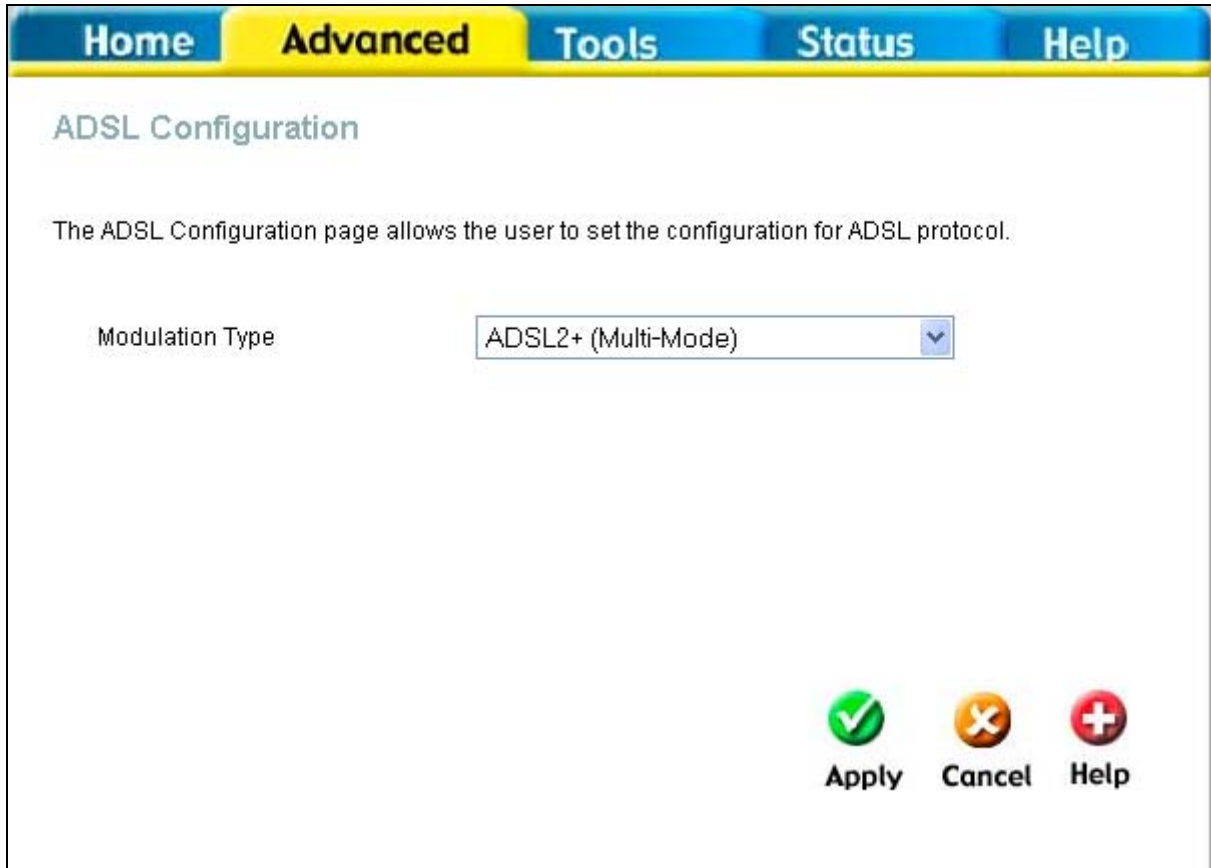 Home Advanced Tools Status Help
ADSL Configuration
The ADSL Configuration page allows the user to set the configuration for ADSL protocol.
Modulation Type ADSL2+ (Multi-Mode)
Apply Cancel Help